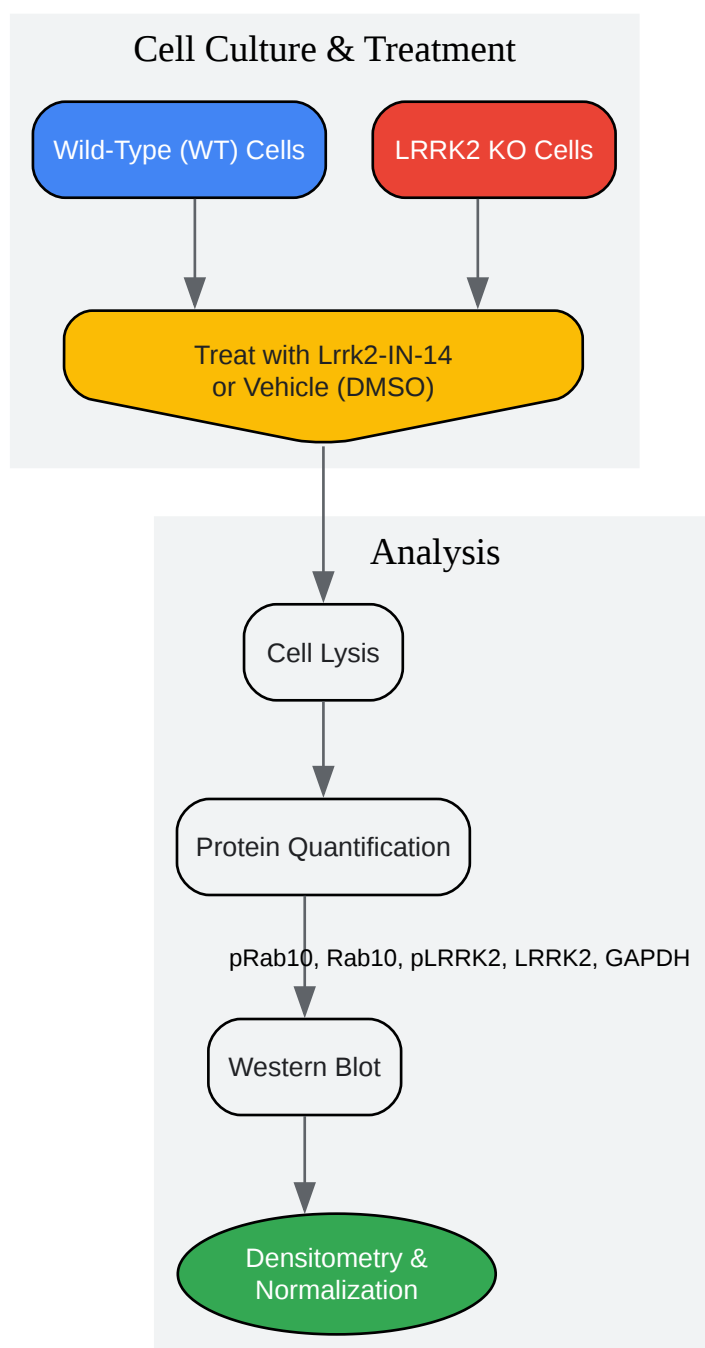 Cell Culture & Treatment
Wild-Type (WT) Cells
LRRK2 KO Cells
Treat with Lrrk2-IN-14
or Vehicle (DMSO)
Analysis
Cell Lysis
Protein Quantification
pRab10, Rab10, pLRRK2, LRRK2, GAPDH
Western Blot
Densitometry &
Normalization